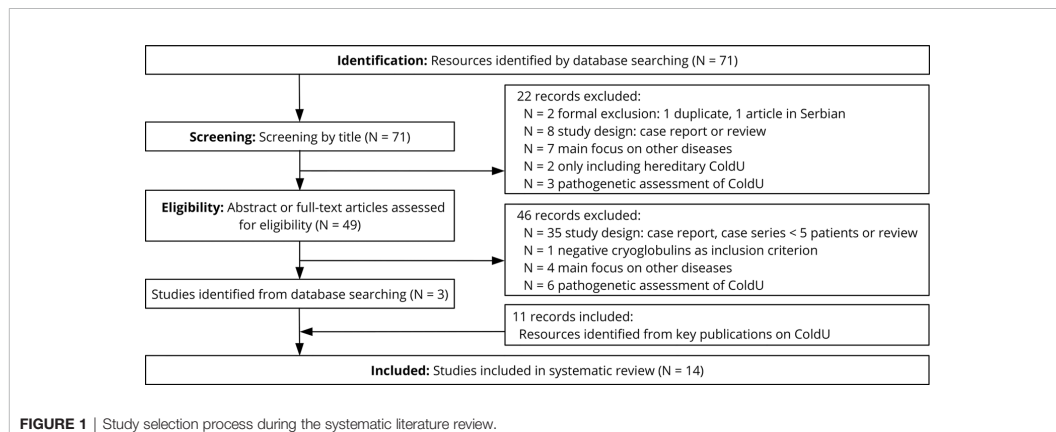 Identification: Resources identified by database searching (N = 71)
22 records excluded:
N = 2 formal exclusion: 1 duplicate, 1 article in Serbian
N = 8 study design: case report or review
N = 7 main focus on other diseases
N = 2 only including hereditary ColdU
N = 3 pathogenetic assessment of ColdU
Screening: Screening by title (N = 71)
Eligibility: Abstract or full-text articles assessed
for eligibility (N = 49)
46 records excluded:
N = 35 study design: case report, case series < 5 patients or review
N = 1 negative cryoglobulins as inclusion criterion
N = 4 main focus on other diseases
N = 6 pathogenetic assessment of ColdU
Studies identified from database searching (N = 3)
11 records included:
Resources identified from key publications on ColdU
Included: Studies included in systematic review (N = 14)
FIGURE 1 | Study selection process during the systematic literature review.